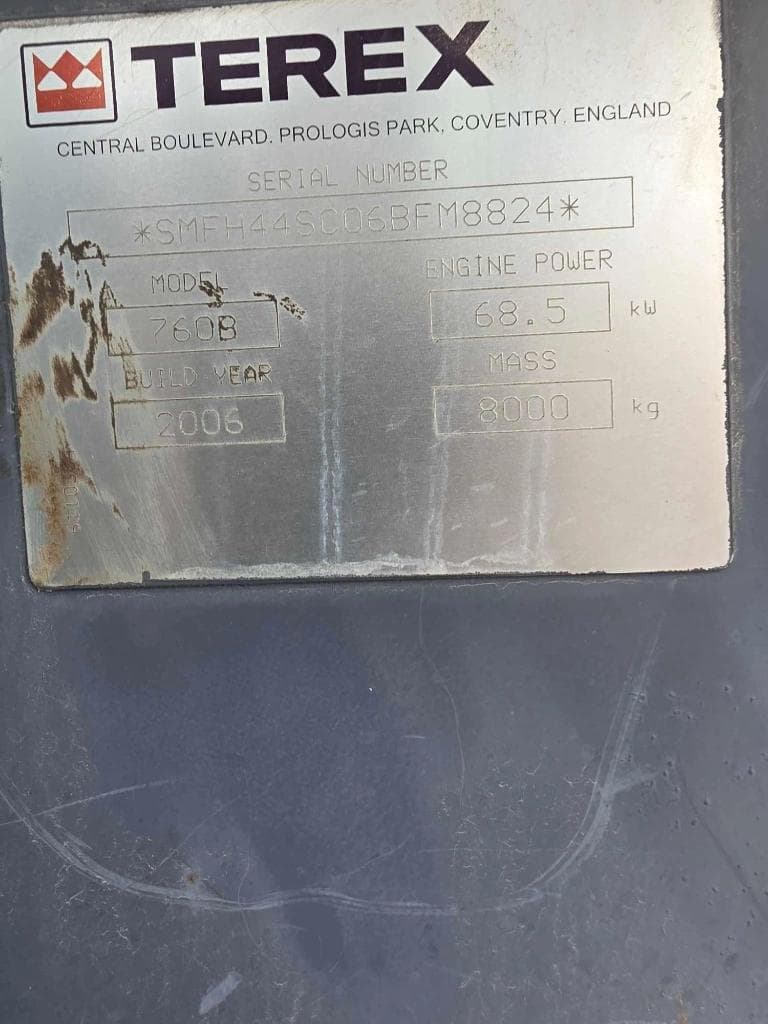 TEREX
CENTRAL BOULEVARD. PROLOGIS PARK, COVENTRY. ENGLAND
SERIAL NUMBER
*SMFH44SC06BFM8824*
MODEL
ENGINE POWER
760B
68.5 kW
BUILD YEAR
MASS
2006
8000 kg